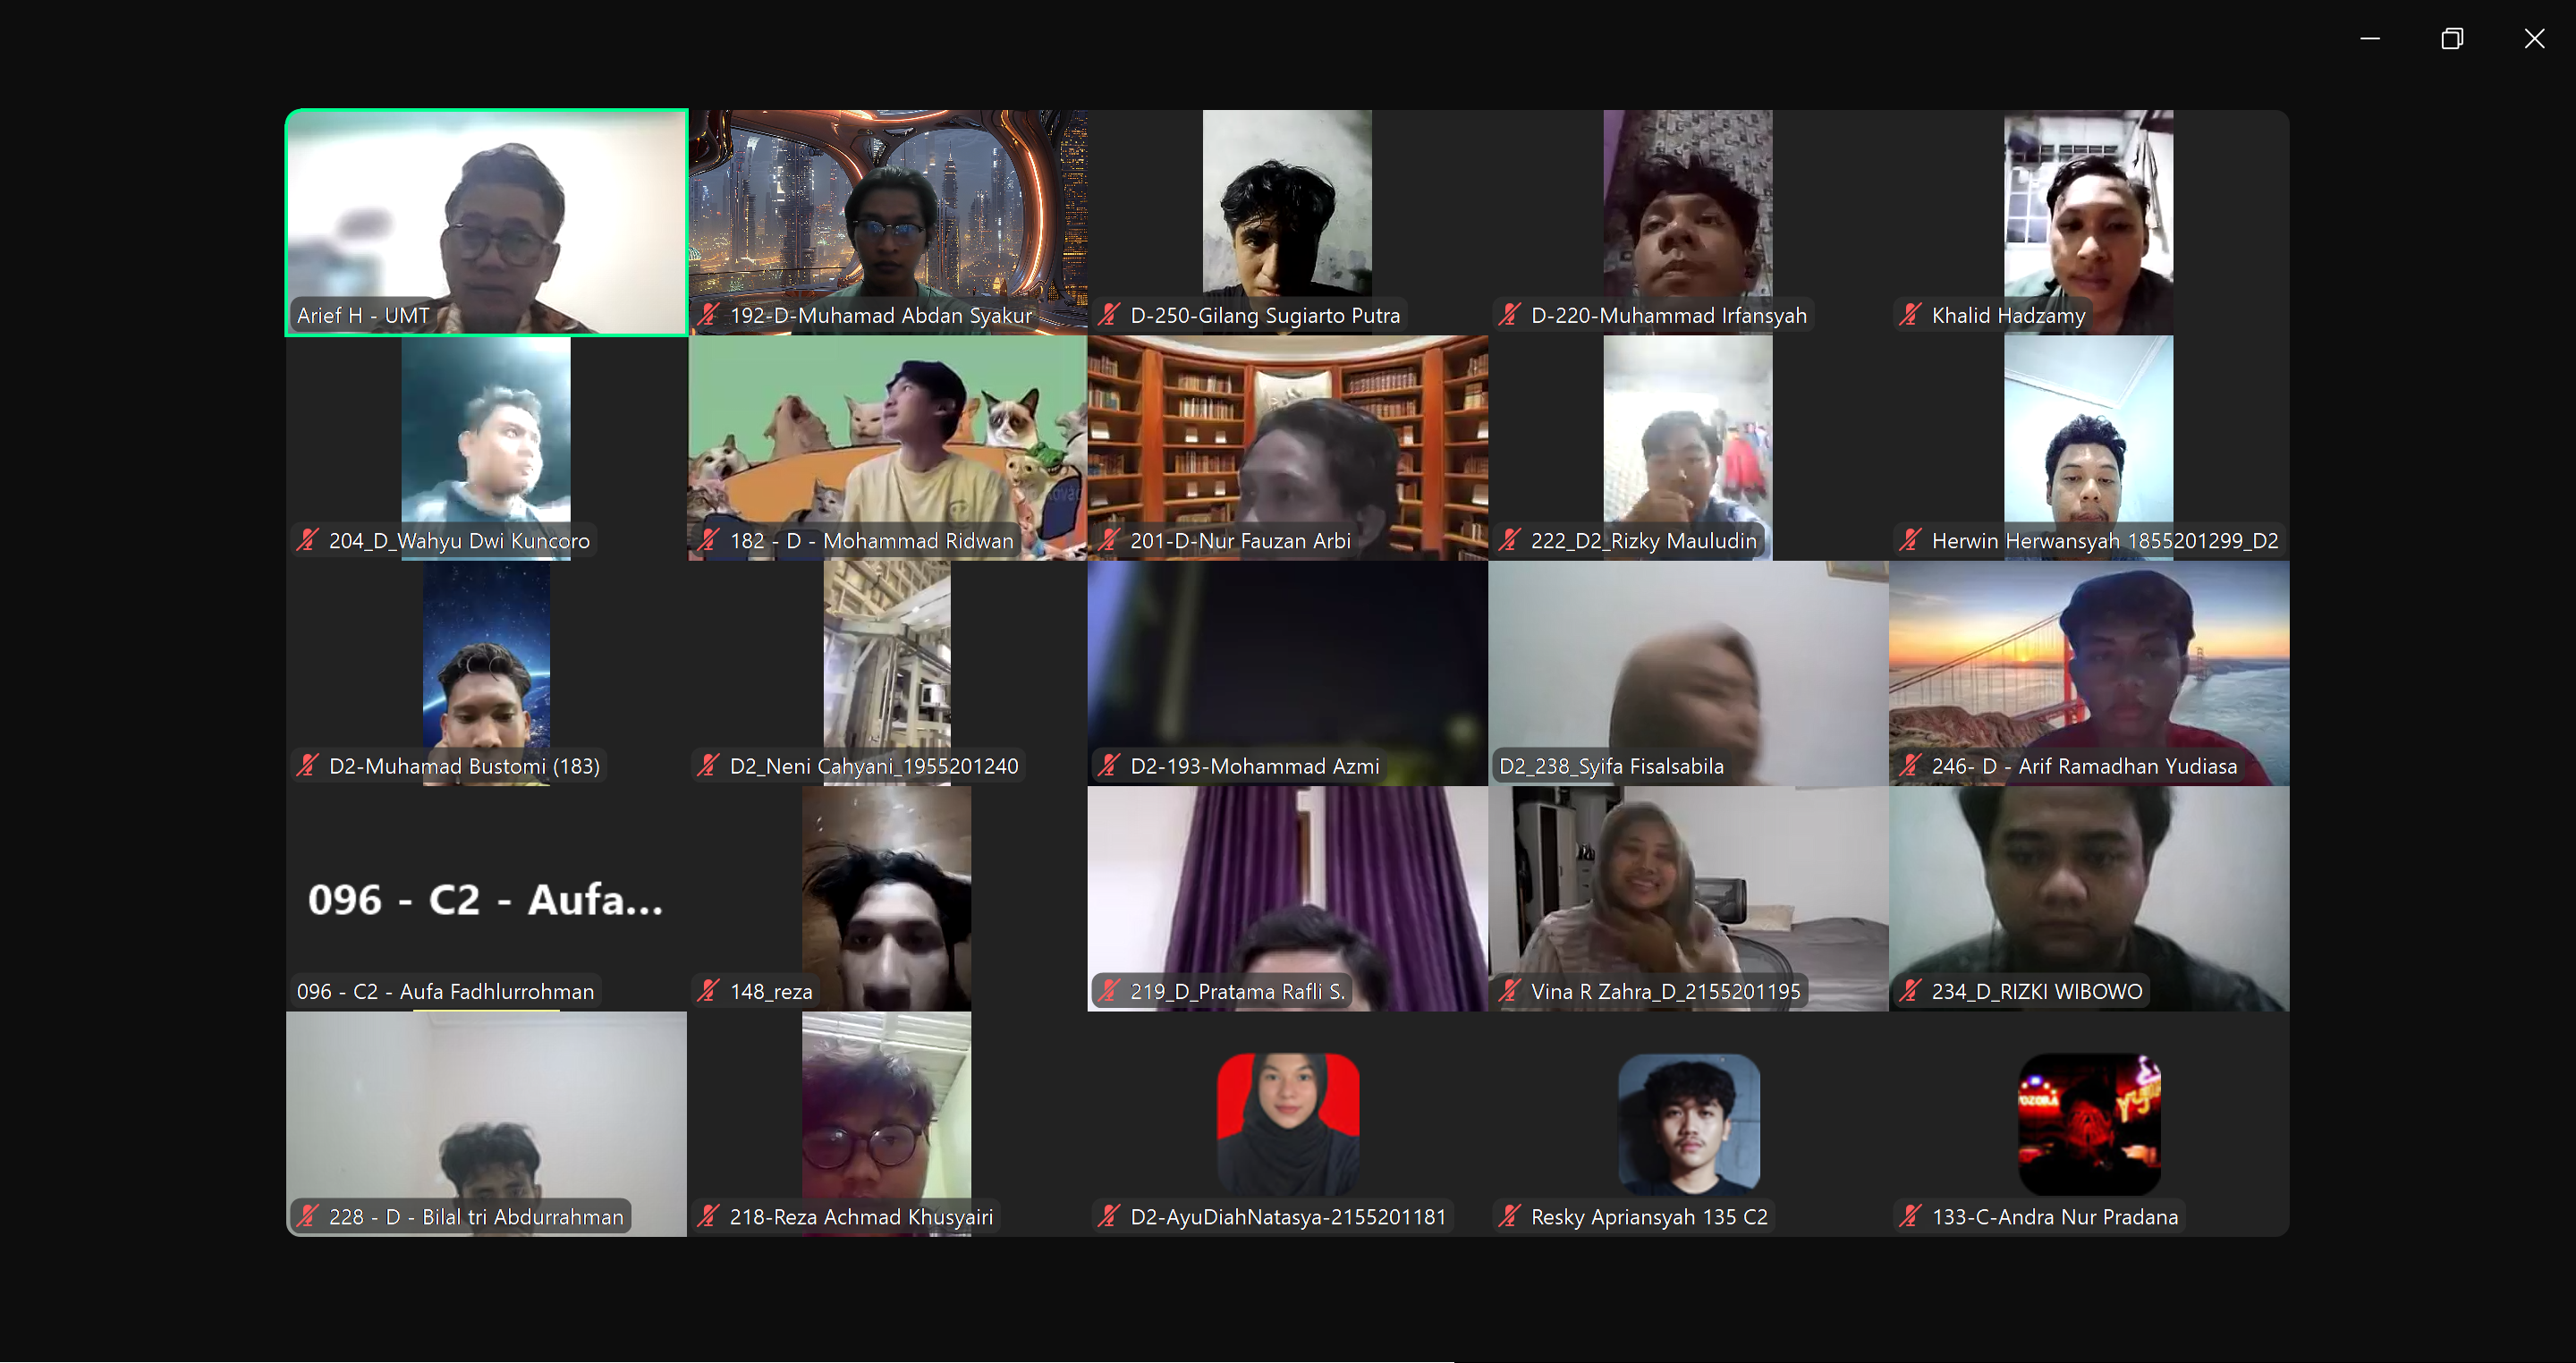 Arief H - UMT
192-D-Muhamad Abdan Syakur
D-250-Gilang Sugiarto Putra
D-220-Muhammad Irfansyah
Khalid Hadzamy
204_D_Wahyu Dwi Kuncoro
182 - D - Mohammad Ridwan
201-D-Nur Fauzan Arbi
222_D2_Rizky Mauludin
Herwin Herwansyah 1855201299_D2
D2-Muhamad Bustomi (183)
D2_Neni Cahyani_1955201240
D2-193-Mohammad Azmi
D2_238_Syifa Fisalsabila
246- D - Arif Ramadhan Yudiasa
096 - C2 - Aufa...
096 - C2 - Aufa Fadhlurrohman
148_reza
219_D_Pratama Rafli S.
Vina R Zahra_D_2155201195
234_D_RIZKI WIBOWO
228 - D - Bilal tri Abdurrahman
218-Reza Achmad Khusyairi
D2-AyuDiahNatasya-2155201181
Resky Apriansyah 135 C2
133-C-Andra Nur Pradana